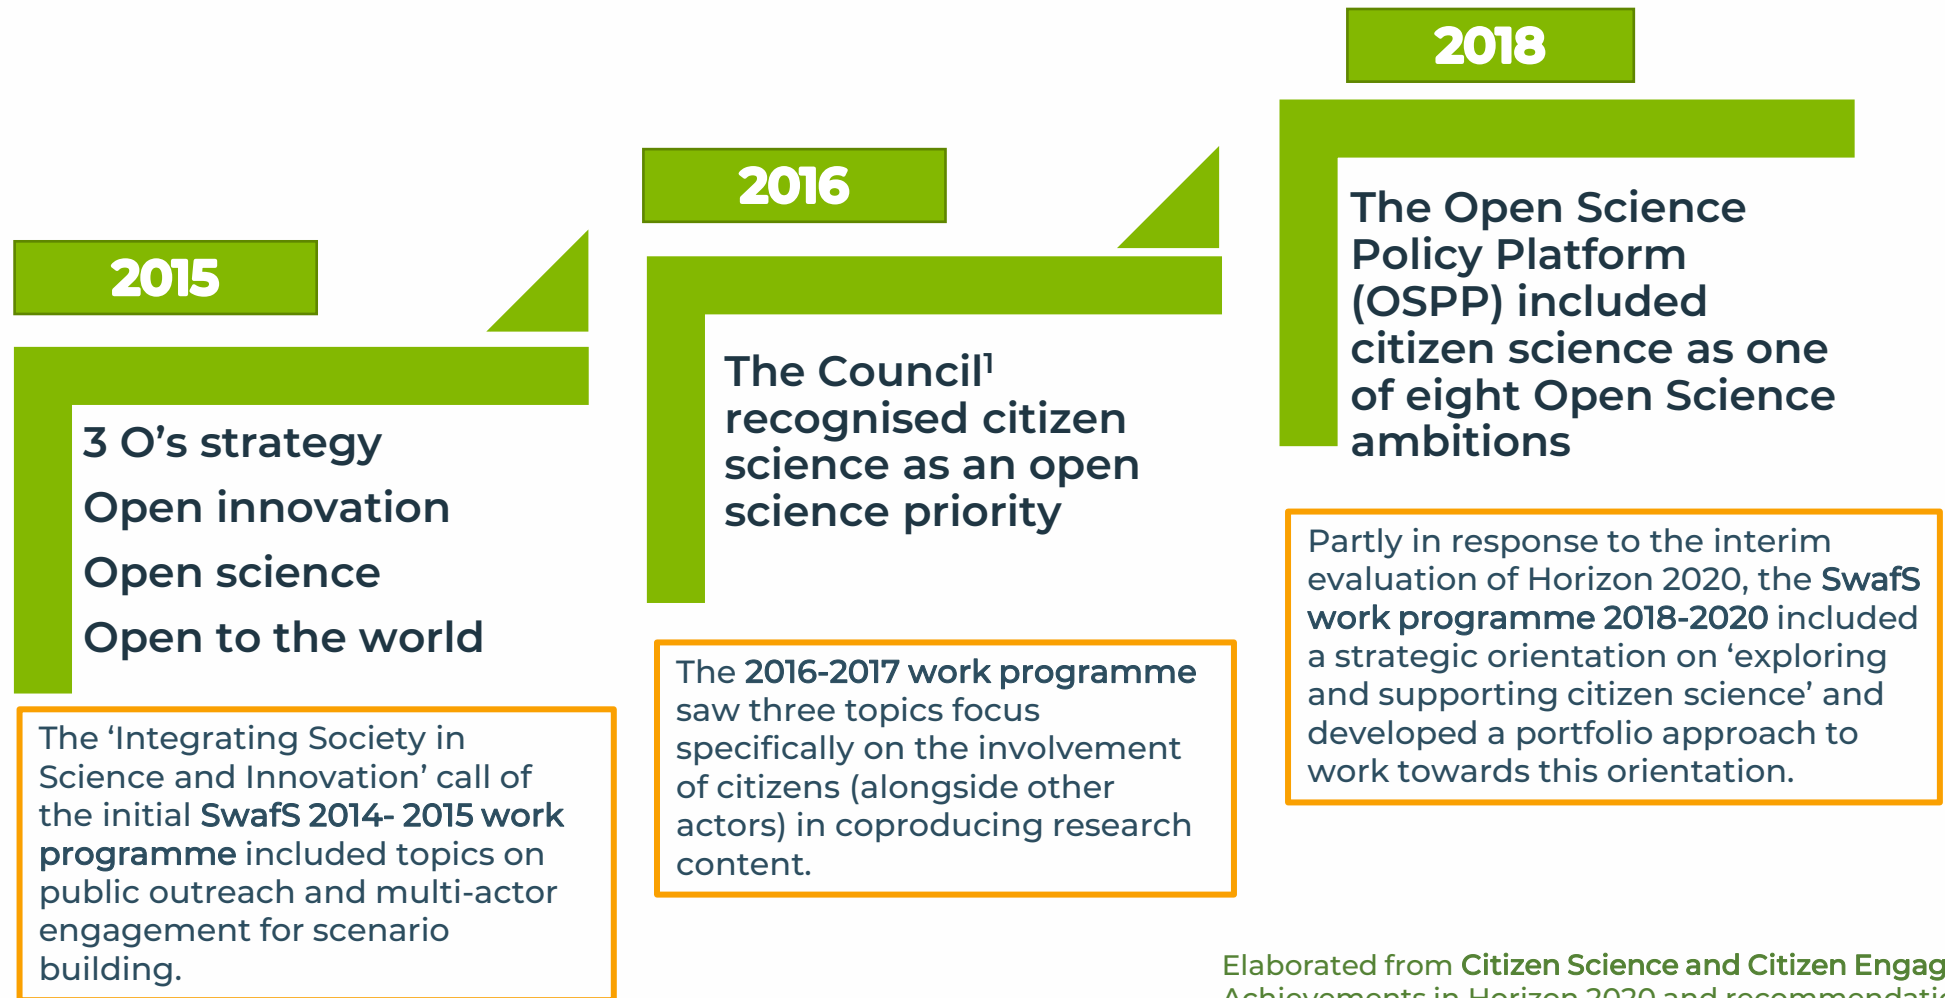 2015
3 O’s strategy
Open innovation
Open science
Open to the world
The ‘Integrating Society in
Science and Innovation’ call of
the initial SwafS 2014- 2015 work
programme included topics on
public outreach and multi-actor
engagement for scenario
building.
2016
The Council¹
recognised citizen
science as an open
science priority
The 2016-2017 work programme
saw three topics focus
specifically on the involvement
of citizens (alongside other
actors) in coproducing research
content.
2018
The Open Science
Policy Platform
(OSPP) included
citizen science as one
of eight Open Science
ambitions
Partly in response to the interim
evaluation of Horizon 2020, the SwafS
work programme 2018-2020 included
a strategic orientation on ‘exploring
and supporting citizen science’ and
developed a portfolio approach to
work towards this orientation.
Elaborated from Citizen Science and Citizen Engag
Achievements in Horizon 2020 and recommendatio